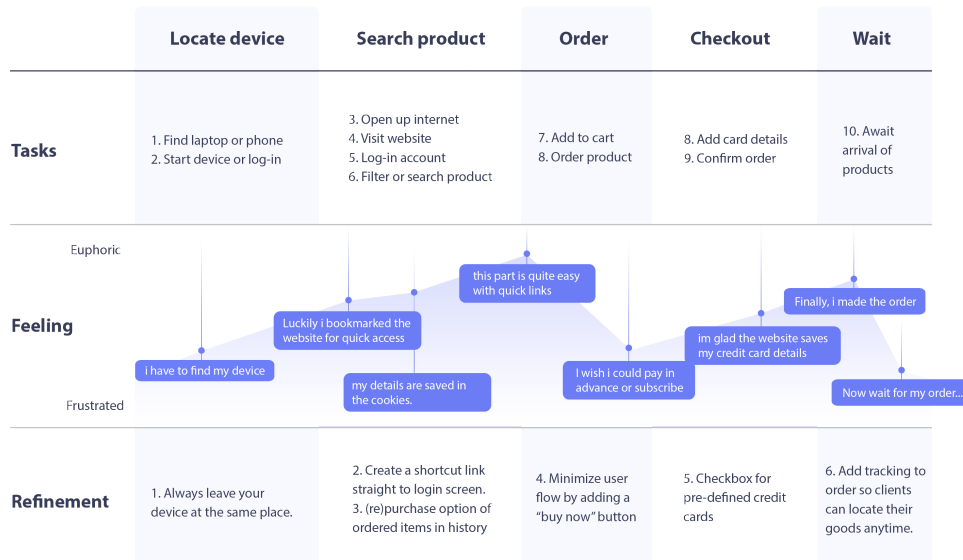 Locate device
Search product
Order
Checkout
Wait
Tasks
1. Find laptop or phone
2. Start device or log-in
3. Open up internet
4. Visit website
5. Log-in account
6. Filter or search product
7. Add to cart
8. Order product
8. Add card details
9. Confirm order
10. Await
arrival of
products
Feeling
Euphoric
Frustrated
i have to find my device
Luckily i bookmarked the
website for quick access
my details are saved in
the cookies.
this part is quite easy
with quick links
I wish i could pay in
advance or subscribe
im glad the website saves
my credit card details
Finally, i made the order
Now wait for my order...
Refinement
1. Always leave your
device at the same place.
2. Create a shortcut link
straight to login screen.
3. (re)purchase option of
ordered items in history
4. Minimize user
flow by adding a
“buy now” button
5. Checkbox for
pre-defined credit
cards
6. Add tracking to
order so clients
can locate their
goods anytime.